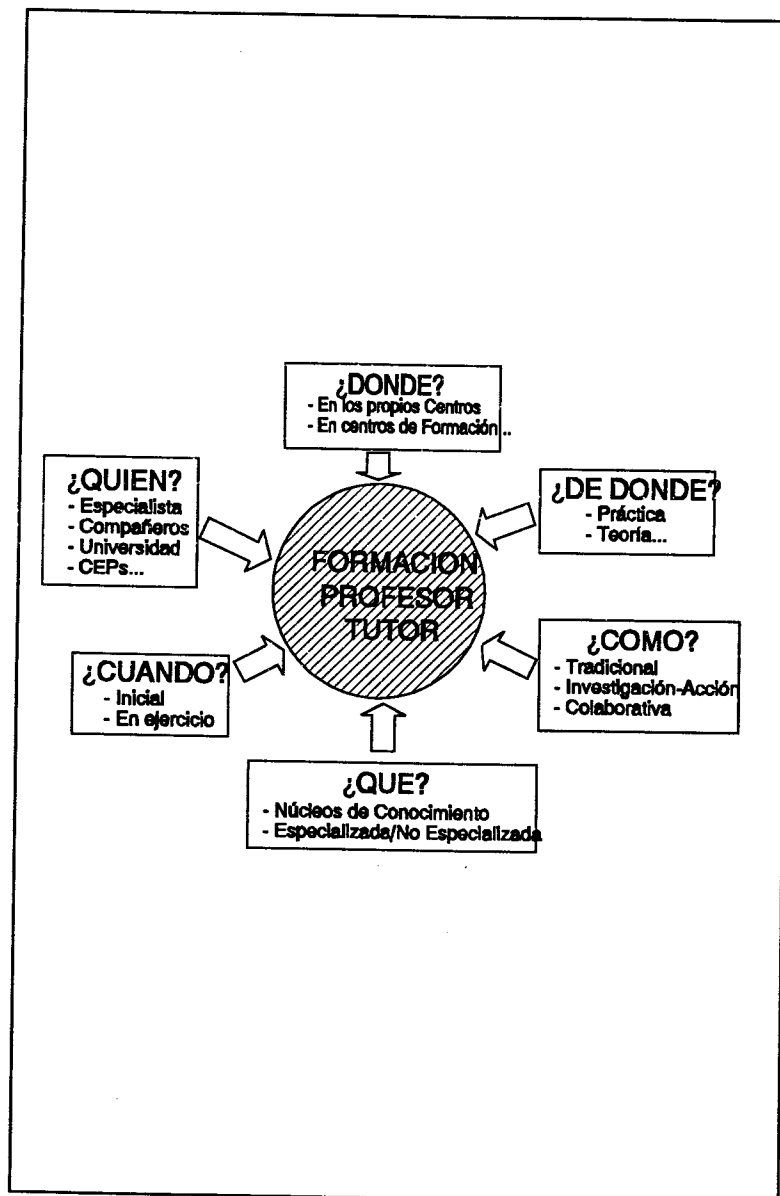 ¿DONDE?
- En los propios Centros
- En centros de Formación..
¿QUIEN?
- Especialista
- Compañeros
- Universidad
- CEPs...
¿DE DONDE?
- Práctica
- Teoría...
FORMACION
PROFESOR
TUTOR
¿CUANDO?
- Inicial
- En ejercicio
¿COMO?
- Tradicional
- Investigación-Acción
- Colaborativa
¿QUE?
- Núcleos de Conocimiento
- Especializada/No Especializada